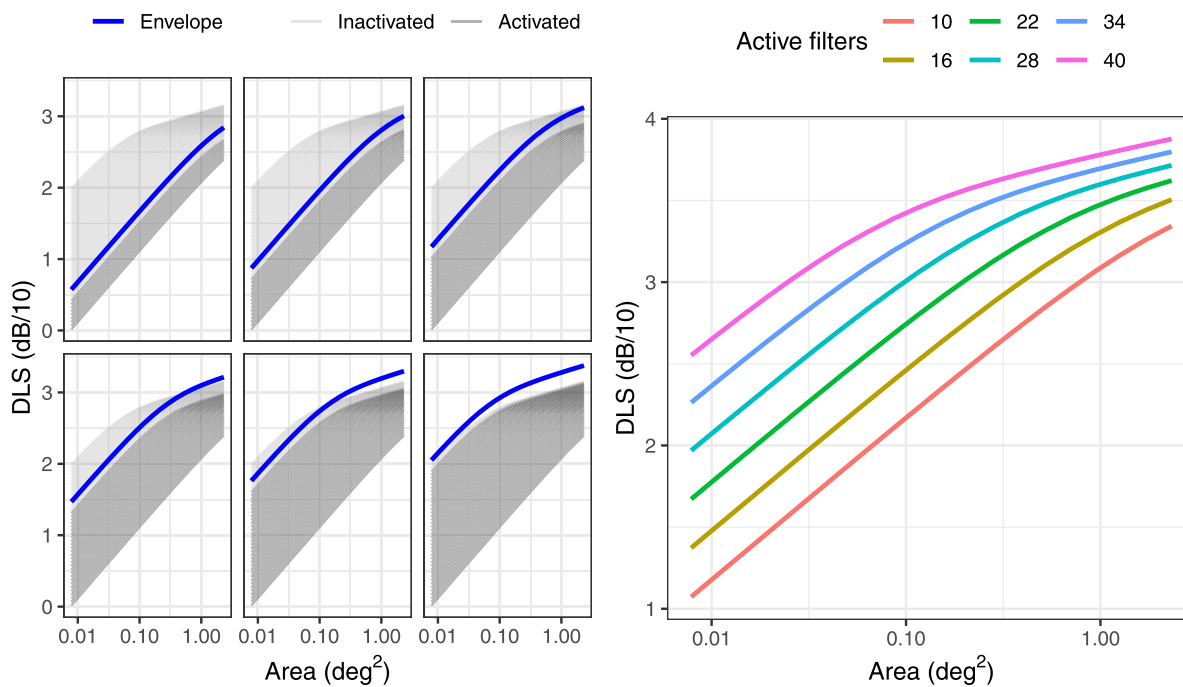 Envelope Inactivated Activated
DLS (dB/10)
3
2
1
0
3
2
1
0
0.01 0.10 1.00 0.01 0.10 1.00 0.01 0.10 1.00
Area (deg²)
Active filters
10 22 34
16 28 40
DLS (dB/10)
4
3
2
1
0.01 0.10 1.00
Area (deg²)